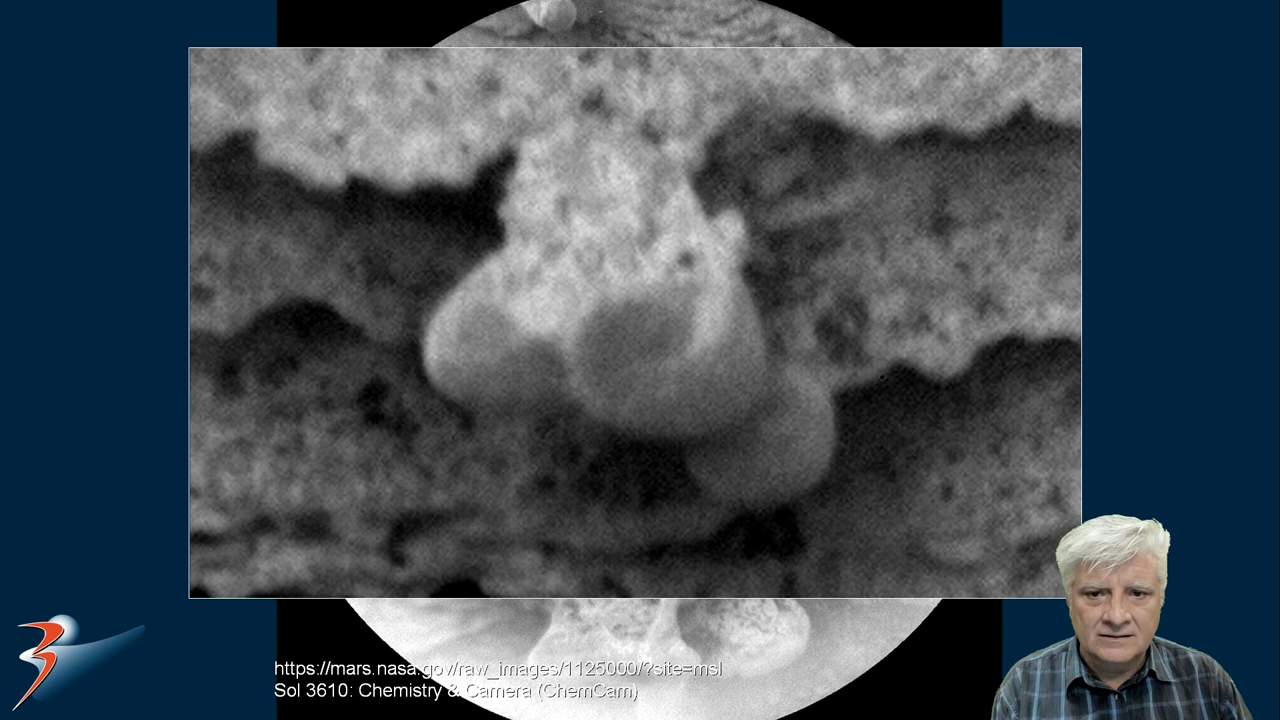 https://mars.nasa.gov/raw_images/1125000/?site=msl
Sol 3610: Chemistry & Camera (ChemCam)